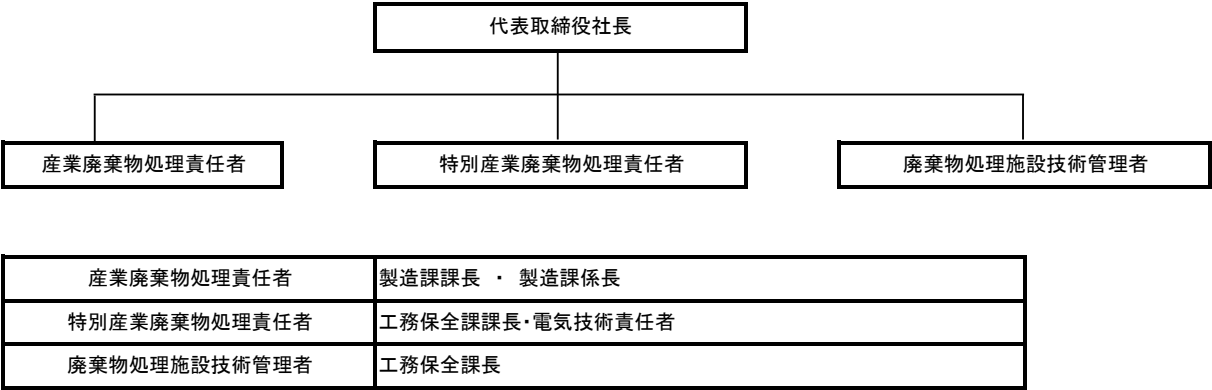 代表取締役社長
産業廃棄物処理責任者 特別産業廃棄物処理責任者 廃棄物処理施設技術管理者
産業廃棄物処理責任者 製造課課長 ・ 製造課係長
特別産業廃棄物処理責任者 工務保全課課長・電気技術責任者
廃棄物処理施設技術管理者 工務保全課長